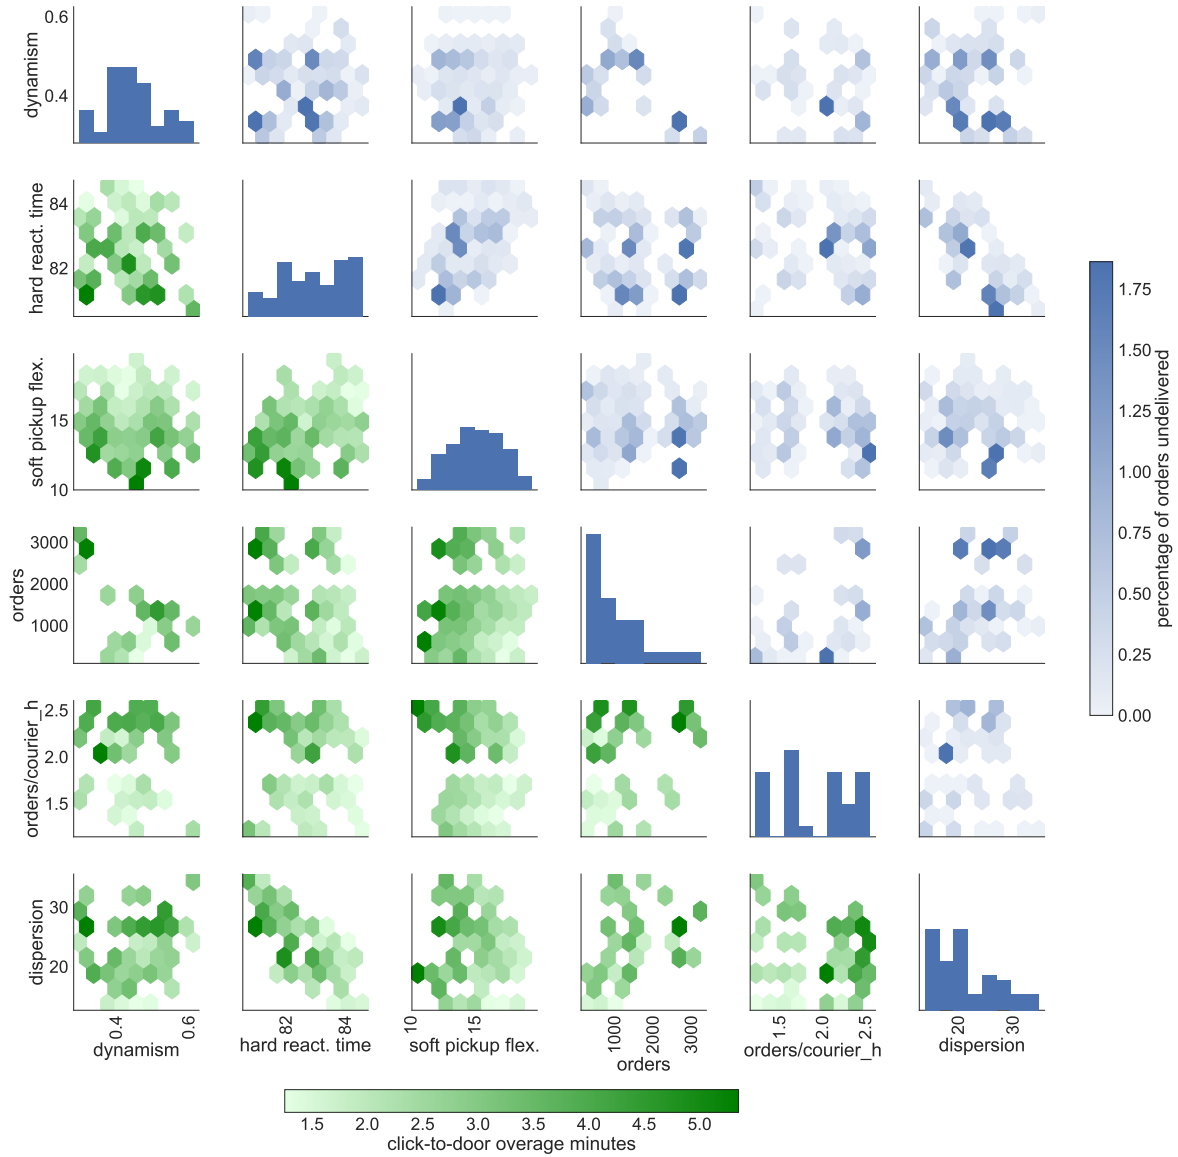 0.6
dynamism
0.4
hard react. time
84
82
soft pickup flex.
15
10
orders
3000
2000
1000
orders/courier_h
2.5
2.0
1.5
dispersion
30
20
0.4 0.6
dynamism
82 84
hard react. time
10 15
soft pickup flex.
1000 2000 3000
orders
1.5 2.0 2.5
orders/courier_h
20 30
dispersion
1.75
1.50
1.25
1.00
0.75
0.50
0.25
0.00
percentage of orders undelivered
1.5 2.0 2.5 3.0 3.5 4.0 4.5 5.0
click-to-door overage minutes